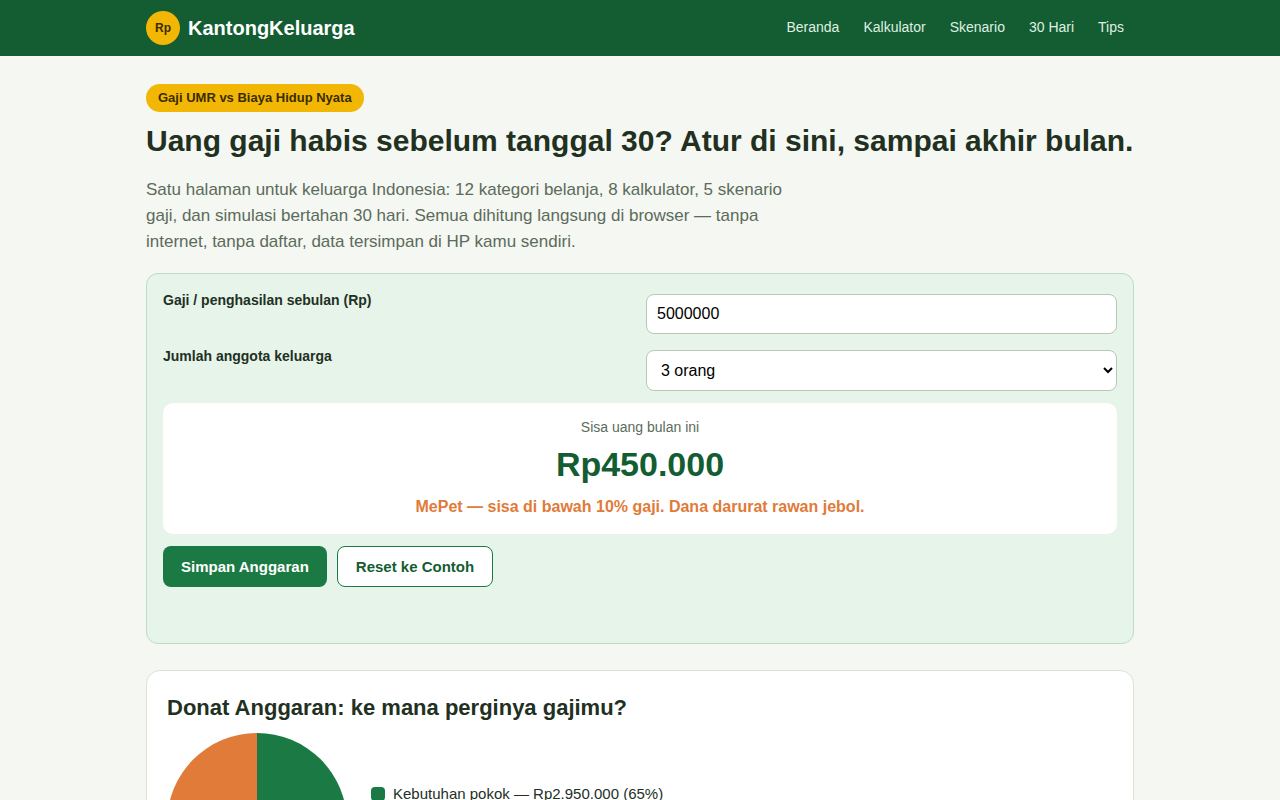 Rp KantongKeluarga Beranda Kalkulator Skenario 30 Hari Tips
Gaji UMR vs Biaya Hidup Nyata
Uang gaji habis sebelum tanggal 30? Atur di sini, sampai akhir bulan.
Satu halaman untuk keluarga Indonesia: 12 kategori belanja, 8 kalkulator, 5 skenario
gaji, dan simulasi bertahan 30 hari. Semua dihitung langsung di browser — tanpa
internet, tanpa daftar, data tersimpan di HP kamu sendiri.
Gaji / penghasilan sebulan (Rp) 5000000
Jumlah anggota keluarga 3 orang
Sisa uang bulan ini
Rp450.000
MePet — sisa di bawah 10% gaji. Dana darurat rawan jebol.
Simpan Anggaran Reset ke Contoh
Donat Anggaran: ke mana perginya gajimu?
Kebutuhan pokok — Rp2.950.000 (65%)